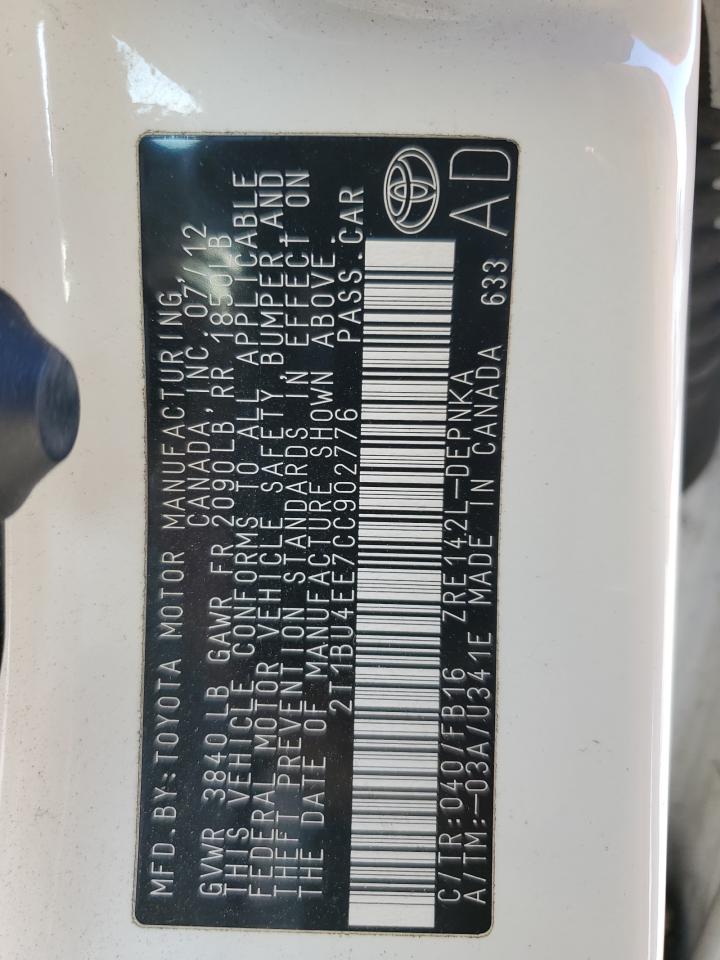 MFD.BY:TOYOTA MOTOR MANUFACTURING,
CANADA, INC. 07/12
GVWR 3840LB GAWR FR 2090LB, RR 1850LB
THIS VEHICLE CONFORMS TO ALL APPLICABLE
FEDERAL MOTOR VEHICLE SAFETY, BUMPER AND
THEFT PREVENTION STANDARDS IN EFFECT ON
THE DATE OF MANUFACTURE SHOWN ABOVE.
2T1BU4EE7CC902776 PASS.CAR
C/TR:040/FB16 ZRE142L-DEPNKA 633
A/TM:-03A/U341E MADE IN CANADA AD